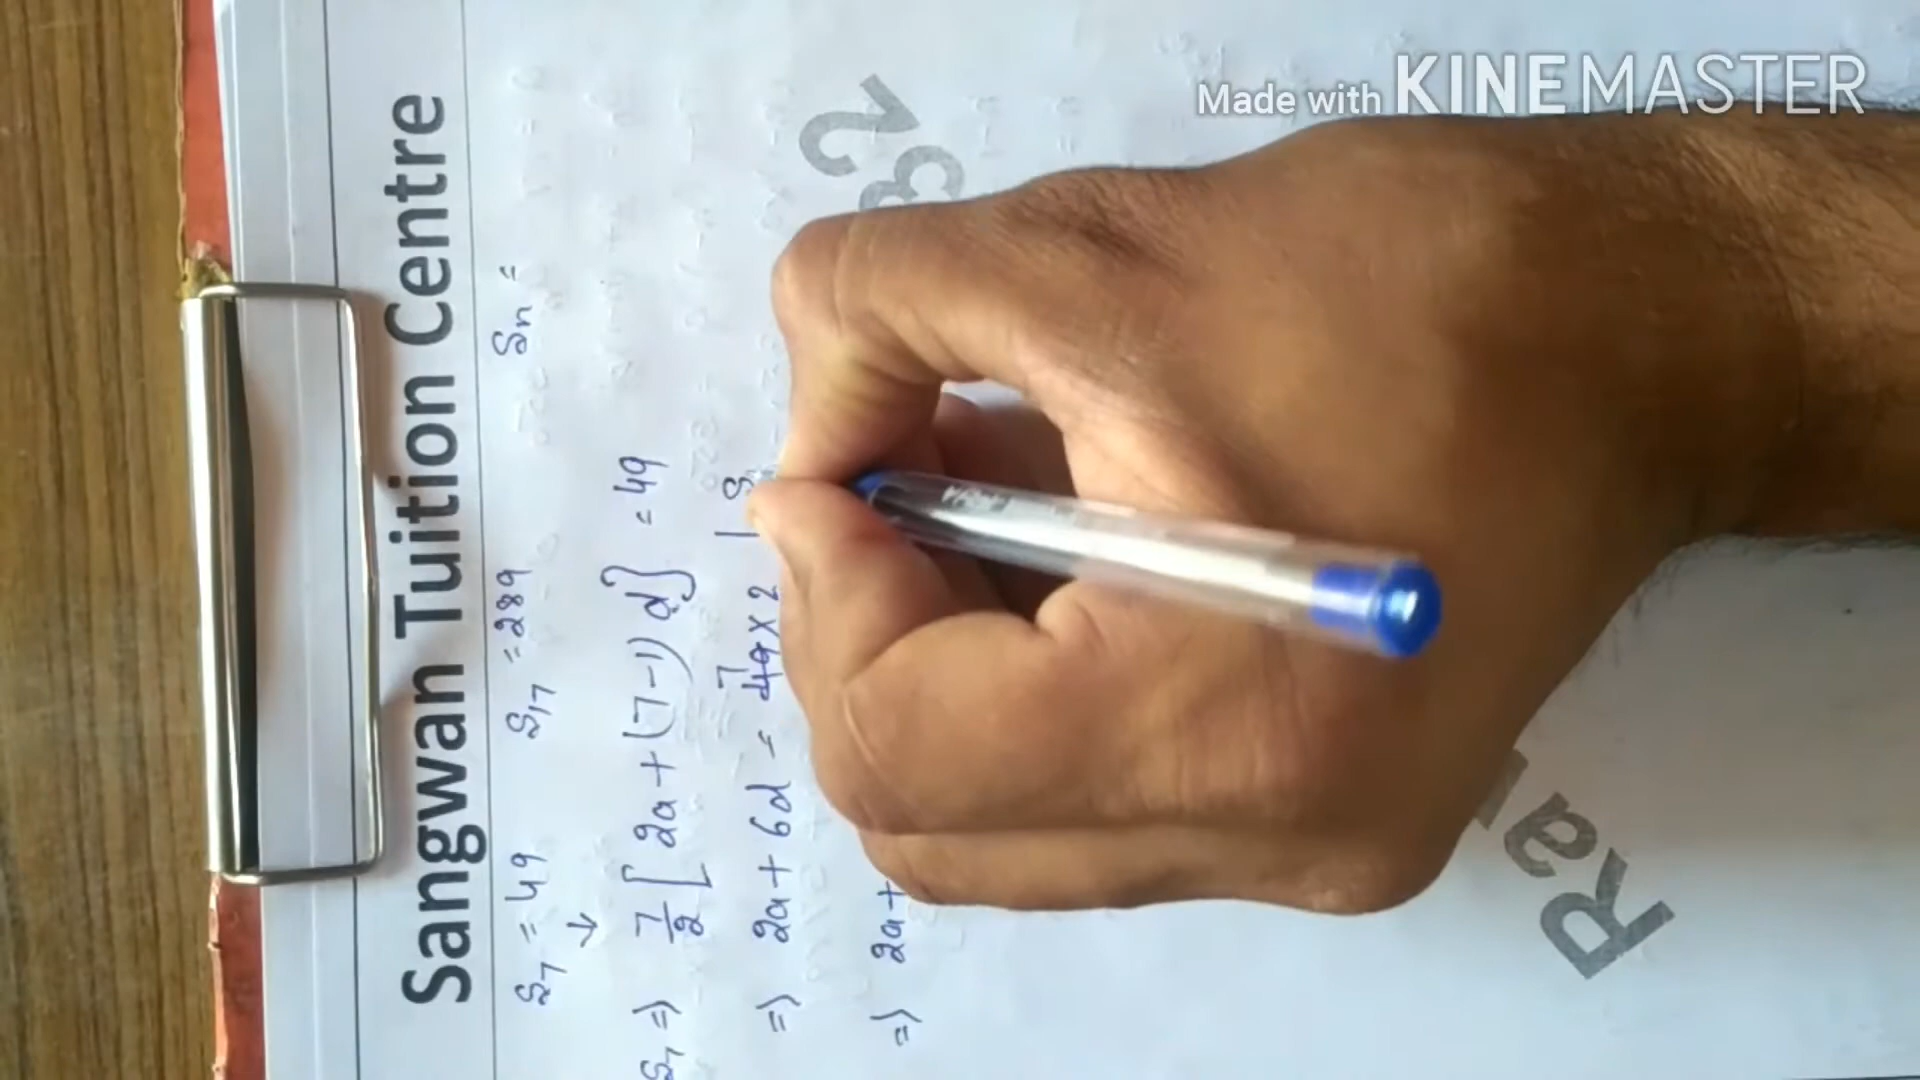 Made with KINEMASTER
Sangwan Tuition Centre
S₇ = 49 S₁₇ = 289 Sn =
↓
S₇ ⇒ 7/2 [2a + (7-1) d] = 49
⇒ 2a + 6d = 49 × 2 | S
7
⇒ 2a+
Ra